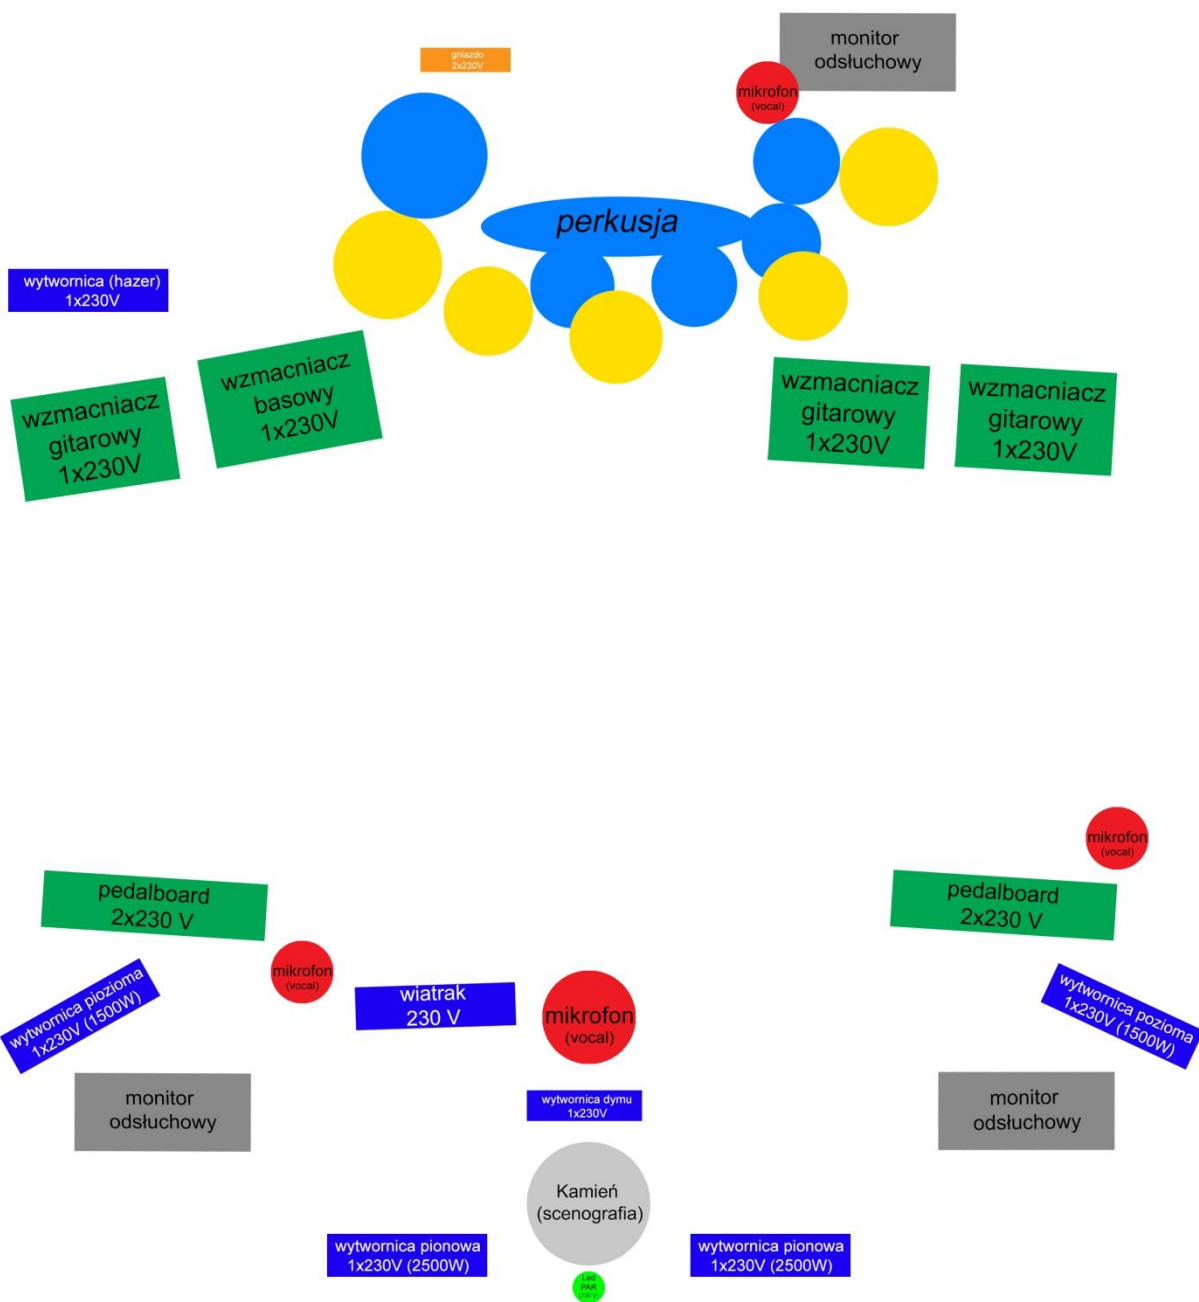 monitor
odsłuchowy
gniazdo
2x230V
mikrofon
(vocal)
perkusja
wytwornica (hazer)
1x230V
wzmacniacz
gitarowy
1x230V
wzmacniacz
basowy
1x230V
wzmacniacz
gitarowy
1x230V
wzmacniacz
gitarowy
1x230V
mikrofon
(vocal)
pedalboard
2x230 V
pedalboard
2x230 V
wytwornica piozioma
1x230V (1500W)
mikrofon
(vocal)
wiatrak
230 V
mikrofon
(vocal)
wytwornica pozioma
1x230V (1500W)
monitor
odsłuchowy
wytwornica dymu
1x230V
monitor
odsłuchowy
Kamień
(scenografia)
wytwornica pionowa
1x230V (2500W)
wytwornica pionowa
1x230V (2500W)
Led
PAR
(230 V)